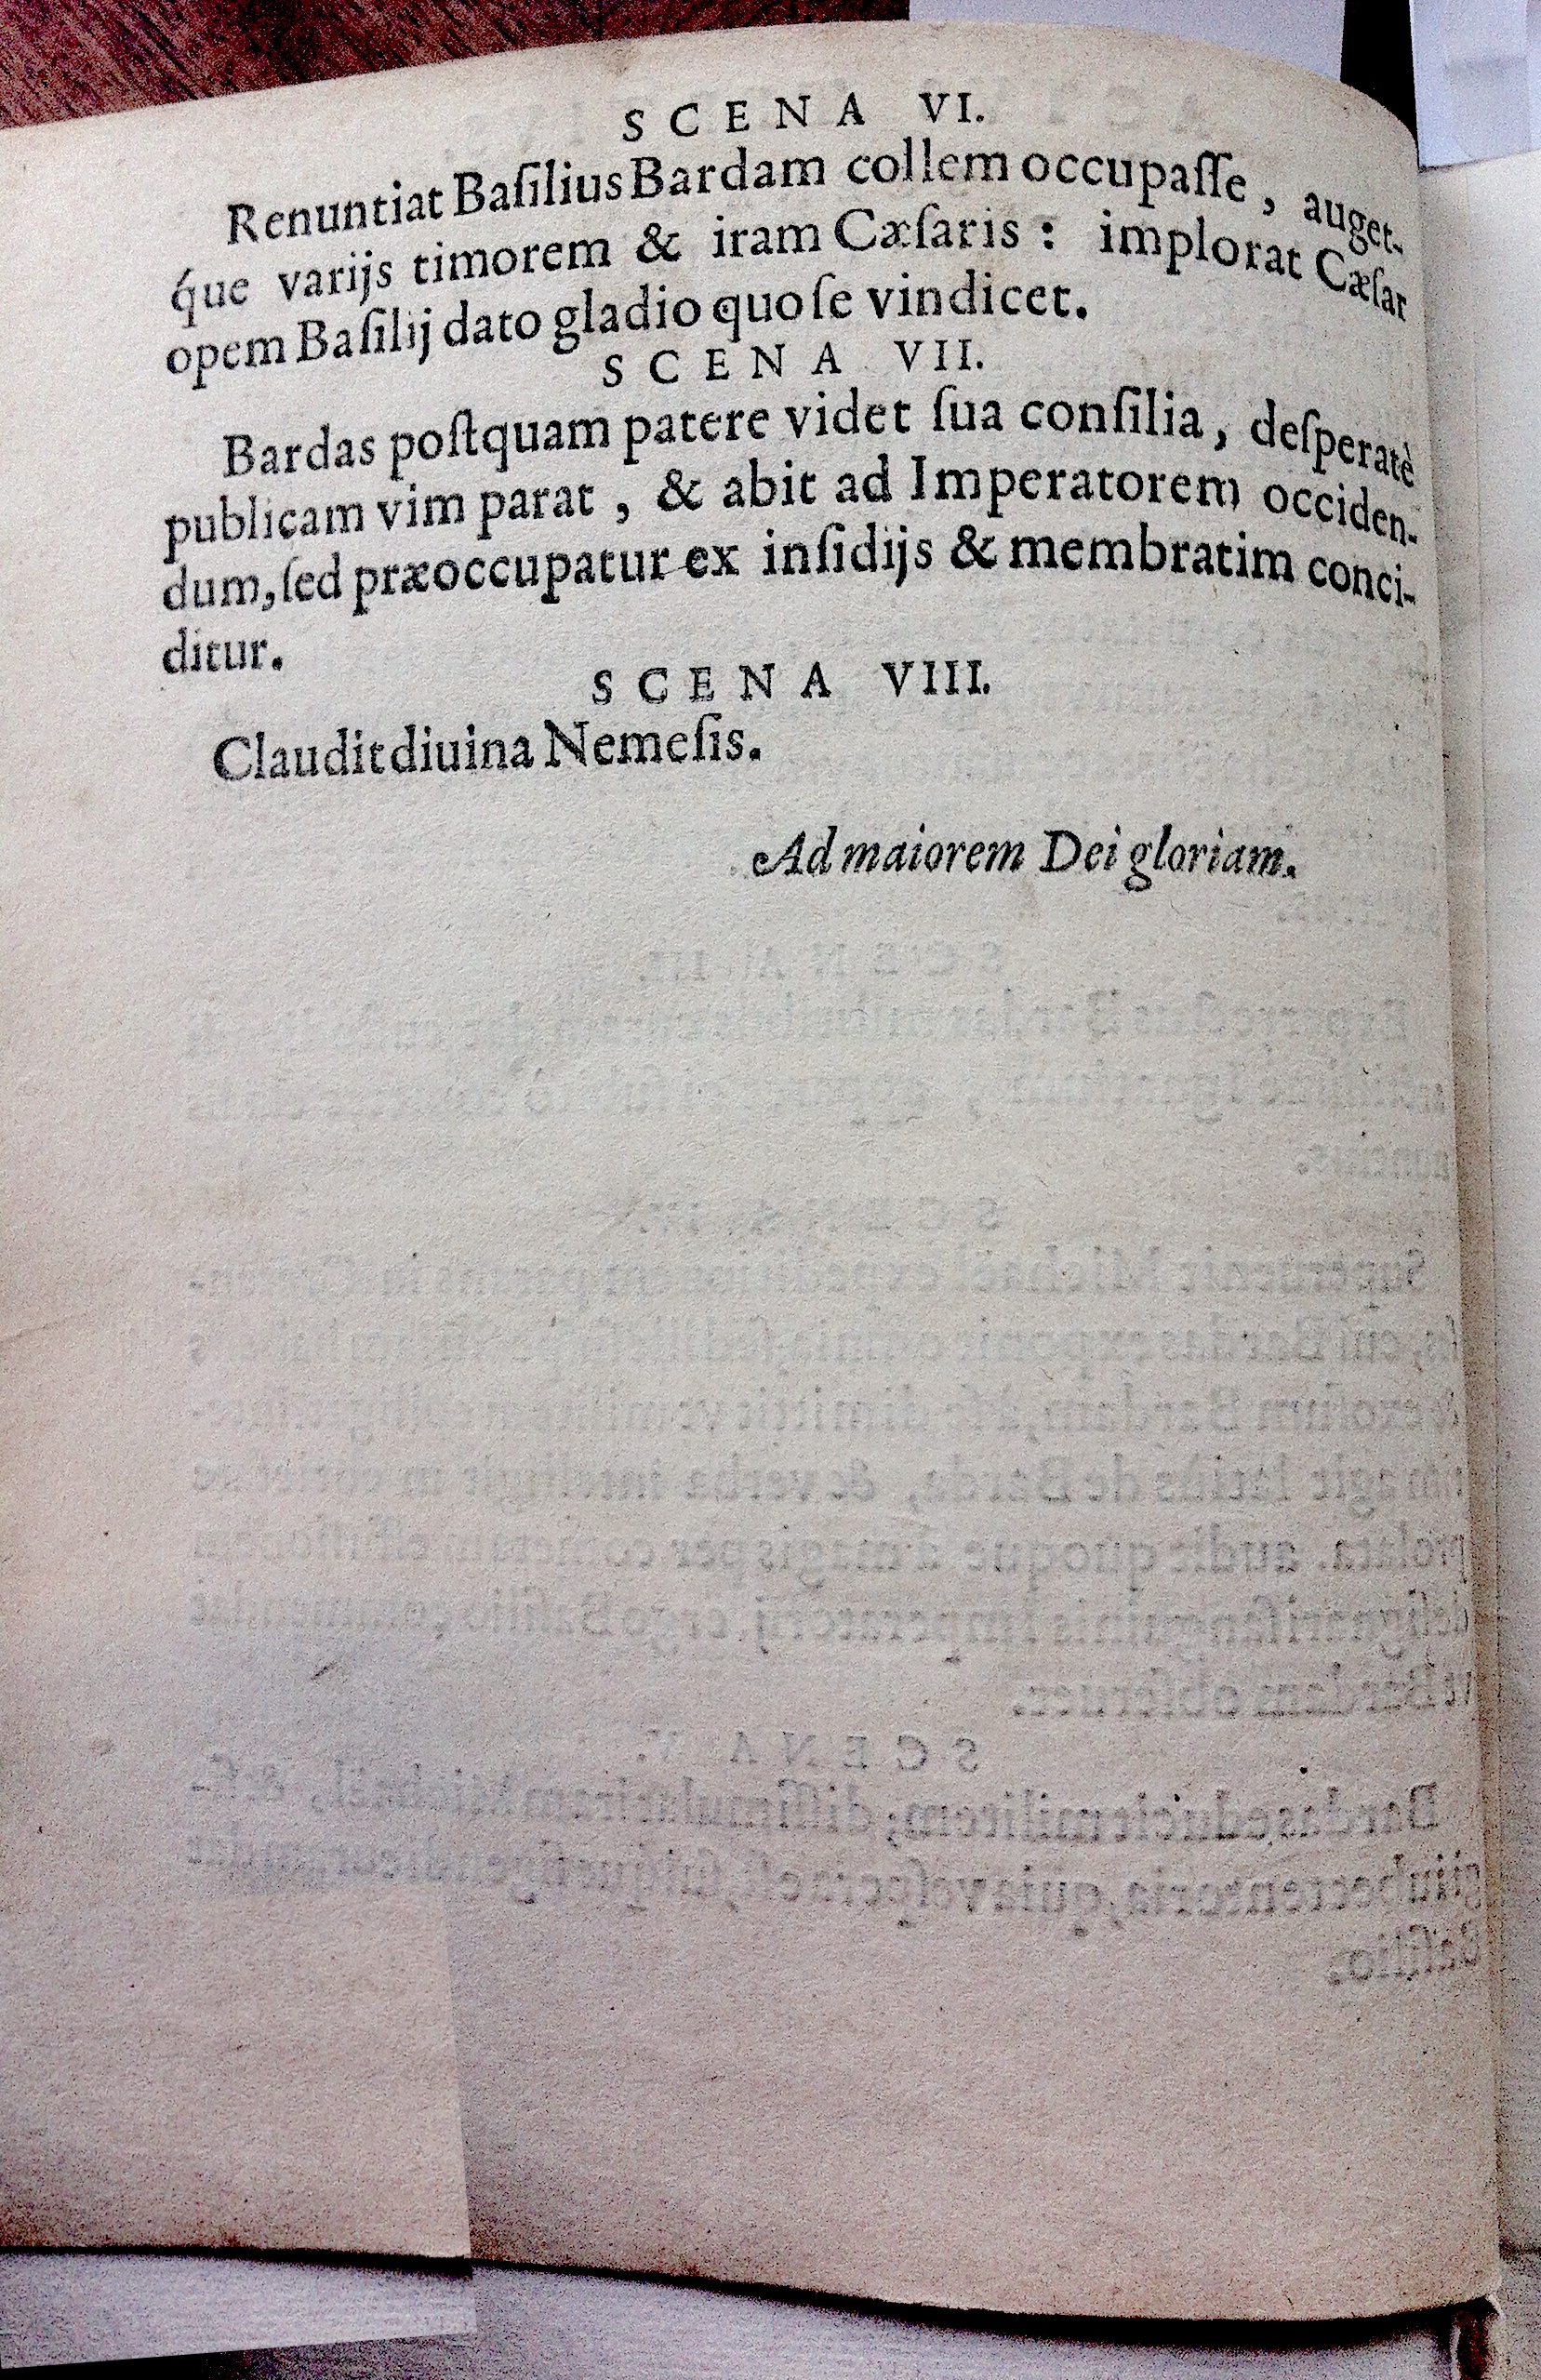 SCENA VI.
Renuntiat Baſilius Bardam collem occupaſſe, auget-
q́ue varijs timorem & iram Cæſaris: implorat Cæſar
opem Baſilij dato gladio quo ſe vindicet.
SCENA VII.
Bardas poſtquam patere videt ſua conſilia, deſperatè
publicam vim parat, & abit ad Imperatorem occiden-
dum, ſed præoccupatur ex inſidijs & membratim conci-
ditur.
SCENA VIII.
Claudit diuina Nemeſis.
Ad maiorem Dei gloriam.